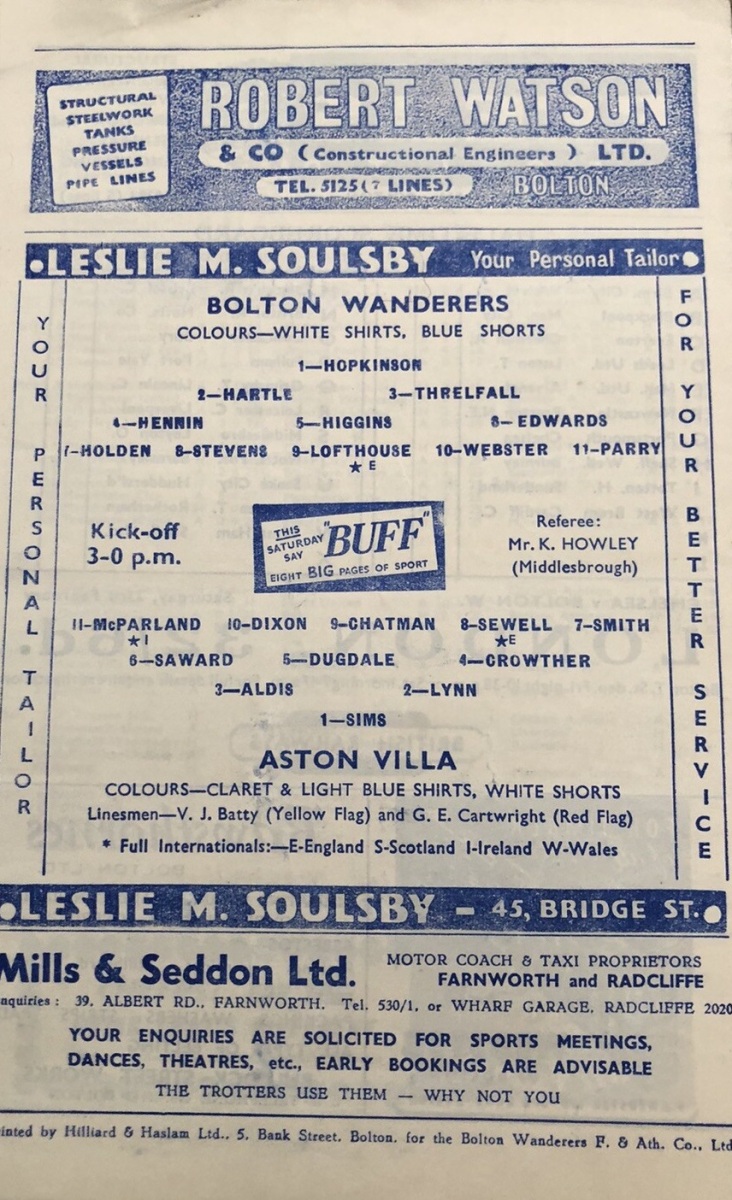 STRUCTURAL
STEELWORK
TANKS
PRESSURE
VESSELS
PIPE LINES
ROBERT WATSON
& CO (Constructional Engineers) LTD.
TEL. 5125 (7 LINES) BOLTON
•LESLIE M. SOULSBY Your Personal Tailor•
YOUR PERSONAL TAILOR
BOLTON WANDERERS
COLOURS—WHITE SHIRTS, BLUE SHORTS
1—HOPKINSON
2—HARTLE 3—THRELFALL
4—HENNIN 5—HIGGINS 6—EDWARDS
7-HOLDEN 8-STEVENS 9-LOFTHOUSE 10-WEBSTER 11-PARRY
★ E
Kick-off
3-0 p.m.
THIS
SATURDAY
SAY
"BUFF"
EIGHT BIG PAGES OF SPORT
Referee:
Mr. K. HOWLEY
(Middlesbrough)
11-McPARLAND 10-DIXON 9-CHATMAN 8-SEWELL 7-SMITH
★I ★E
6—SAWARD 5—DUGDALE 4—CROWTHER
3—ALDIS 2—LYNN
1—SIMS
ASTON VILLA
COLOURS—CLARET & LIGHT BLUE SHIRTS, WHITE SHORTS
Linesmen—V. J. Batty (Yellow Flag) and G. E. Cartwright (Red Flag)
* Full Internationals:—E-England S-Scotland I-Ireland W-Wales
FOR YOUR BETTER SERVICE
•LESLIE M. SOULSBY - 45, BRIDGE ST.•
Mills & Seddon Ltd.
MOTOR COACH & TAXI PROPRIETORS
FARNWORTH and RADCLIFFE
nquiries : 39, ALBERT RD., FARNWORTH. Tel. 530/1, or WHARF GARAGE, RADCLIFFE 2020
YOUR ENQUIRIES ARE SOLICITED FOR SPORTS MEETINGS,
DANCES, THEATRES, etc., EARLY BOOKINGS ARE ADVISABLE
THE TROTTERS USE THEM — WHY NOT YOU
inted by Hilliard & Haslam Ltd., 5, Bank Street, Bolton, for the Bolton Wanderers F. & Ath. Co., Ltd